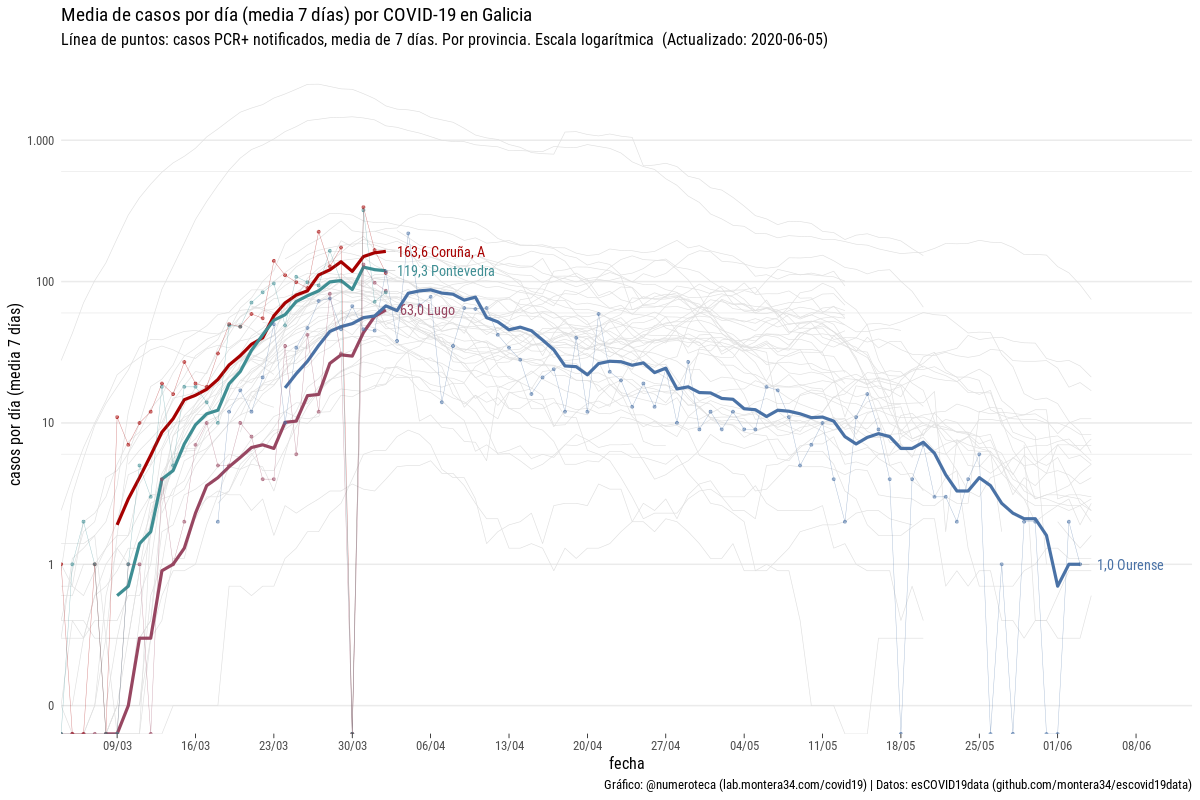 Media de casos por día (media 7 días) por COVID-19 en Galicia
Línea de puntos: casos PCR+ notificados, media de 7 días. Por provincia. Escala logarítmica (Actualizado: 2020-06-05)
casos por día (media 7 días)
1.000
100
10
1
0
163,6 Coruña, A
119,3 Pontevedra
63,0 Lugo
1,0 Ourense
09/03 16/03 23/03 30/03 06/04 13/04 20/04 27/04 04/05 11/05 18/05 25/05 01/06 08/06
fecha
Gráfico: @numeroteca (lab.montera34.com/covid19) | Datos: esCOVID19data (github.com/montera34/escovid19data)